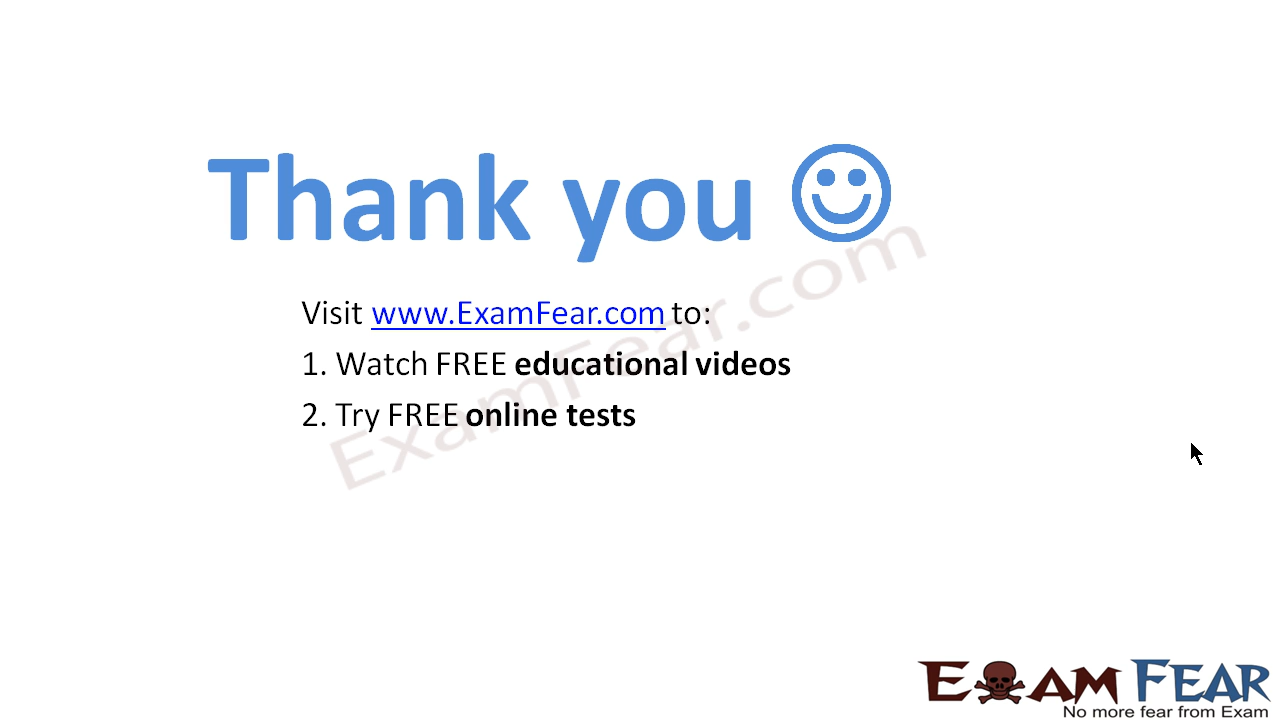 Thank you ☺
Visit www.ExamFear.com to:
1. Watch FREE educational videos
2. Try FREE online tests
ExamFear.com
EXAM FEAR
No more fear from Exam